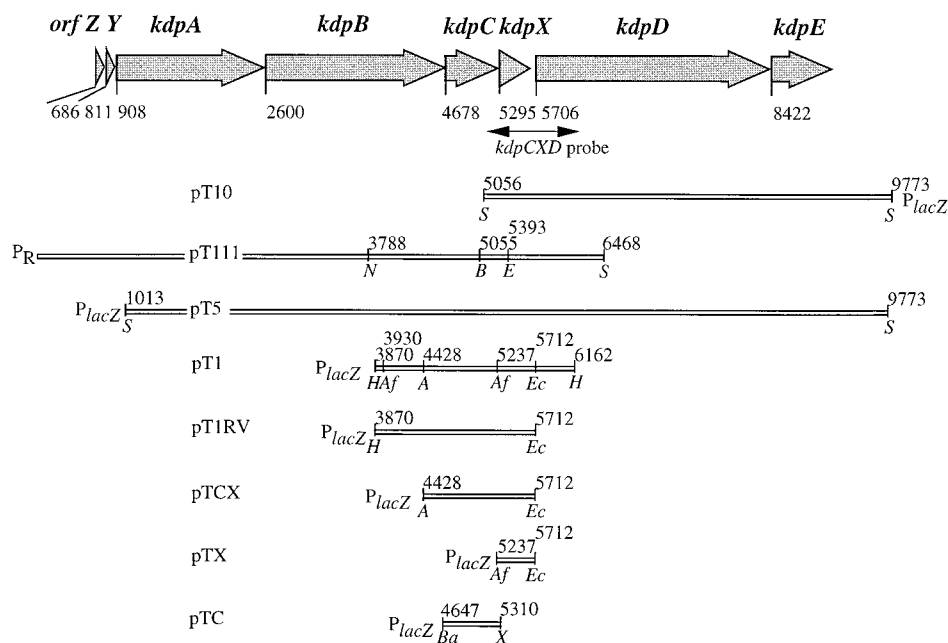 orf Z Y kdpA kdpB kdpC kdpX kdpD kdpE
686 811 908 2600 4678 5295 5706 8422
kdpCXD probe
pT10 5056 9773 PlacZ
S S
5393
PR pT111 3788 5055 6468
N B E S
PlacZ 1013 pT5 9773
S S
3930 5712
pT1 PlacZ 3870 4428 5237 6162
H Af A Af Ec H
pT1RV PlacZ 3870 5712
H Ec
pTCX PlacZ 4428 5712
A Ec
5712
pTX PlacZ 5237
Af Ec
pTC PlacZ 4647 5310
Ba X